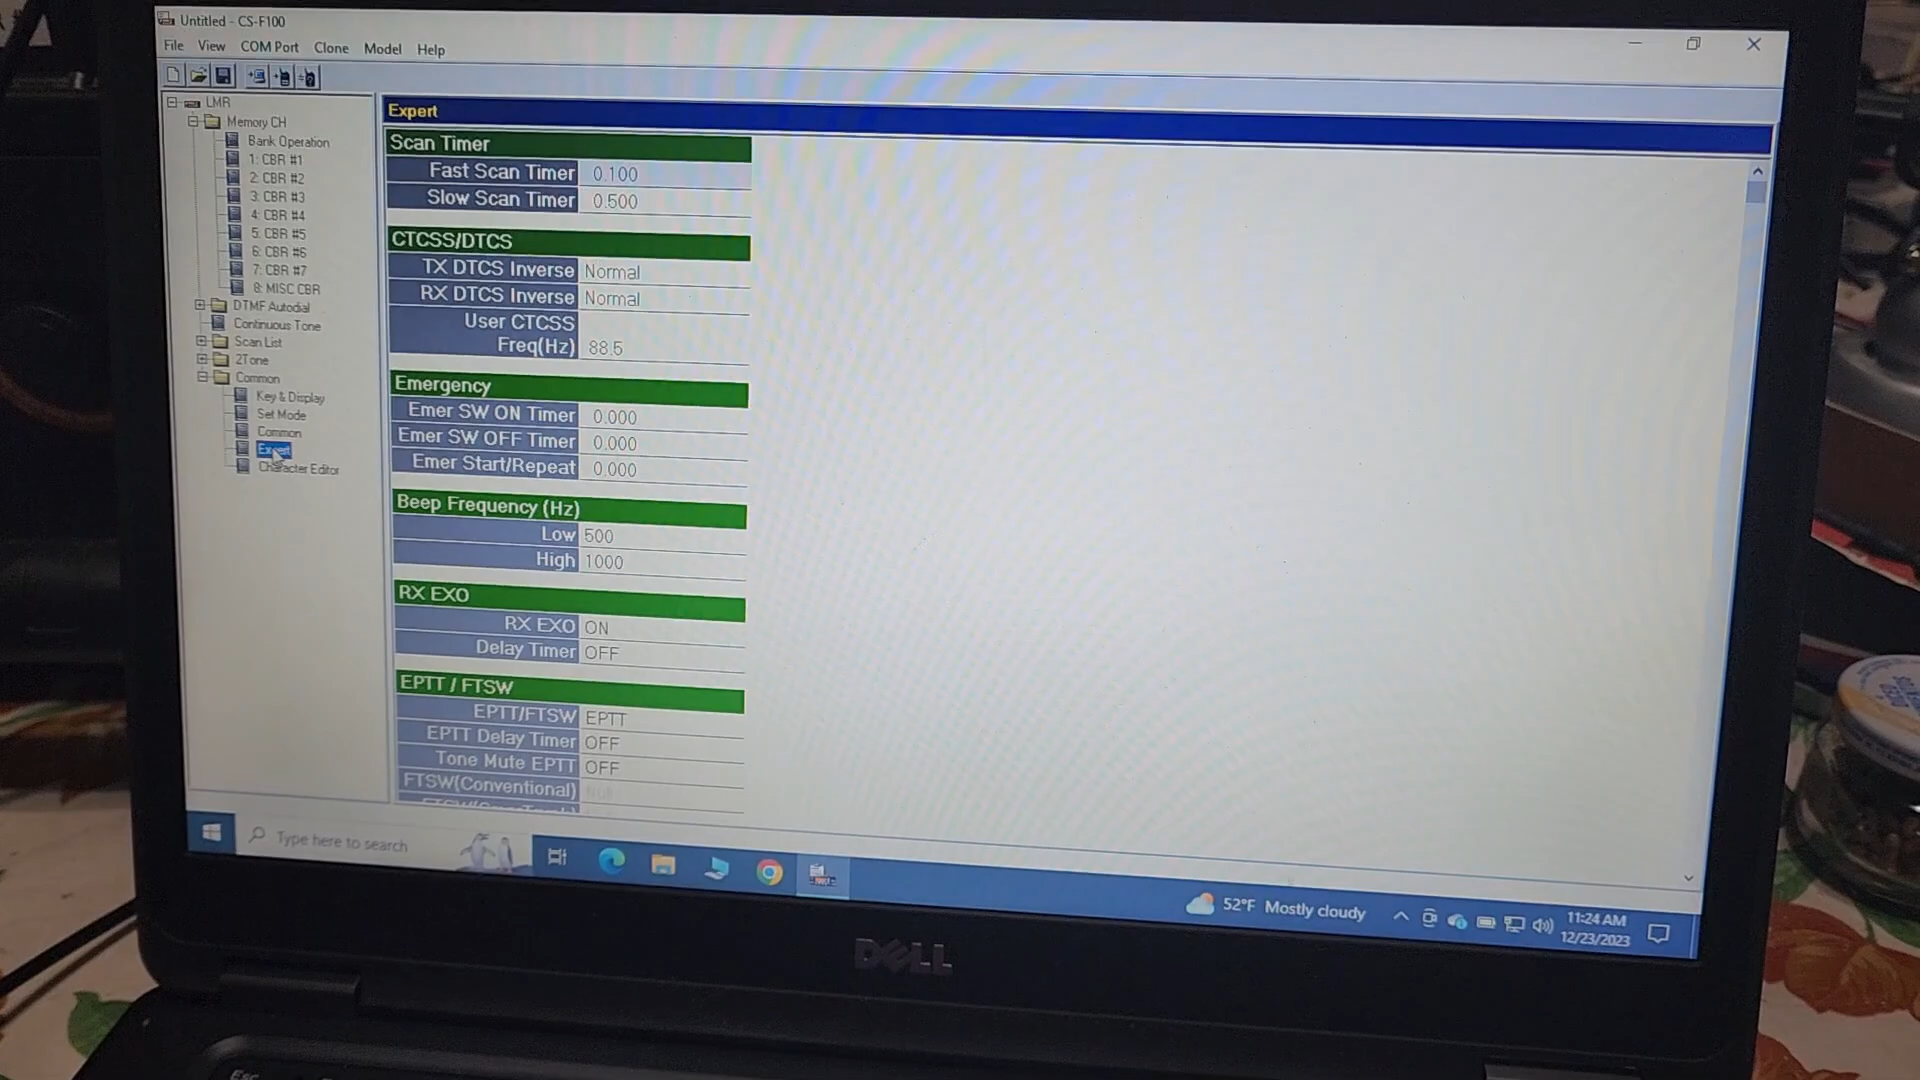 Untitled - CS-F100
File View COM Port Clone Model Help
LMR
Memory CH
Bank Operation
1: CBR #1
2: CBR #2
3: CBR #3
4: CBR #4
5: CBR #5
6: CBR #6
7: CBR #7
8: MISC CBR
DTMF Autodial
Continuous Tone
Scan List
2Tone
Common
Key & Display
Set Mode
Common
Expert
Character Editor
Expert
Scan Timer
Fast Scan Timer 0.100
Slow Scan Timer 0.500
CTCSS/DTCS
TX DTCS Inverse Normal
RX DTCS Inverse Normal
User CTCSS
Freq(Hz) 88.5
Emergency
Emer SW ON Timer 0.000
Emer SW OFF Timer 0.000
Emer Start/Repeat 0.000
Beep Frequency (Hz)
Low 500
High 1000
RX EXO
RX EXO ON
Delay Timer OFF
EPTT / FTSW
EPTT/FTSW EPTT
EPTT Delay Timer OFF
Tone Mute EPTT OFF
FTSW(Conventional) Null
Type here to search
52°F Mostly cloudy
11:24 AM
12/23/2023
DELL
Esc